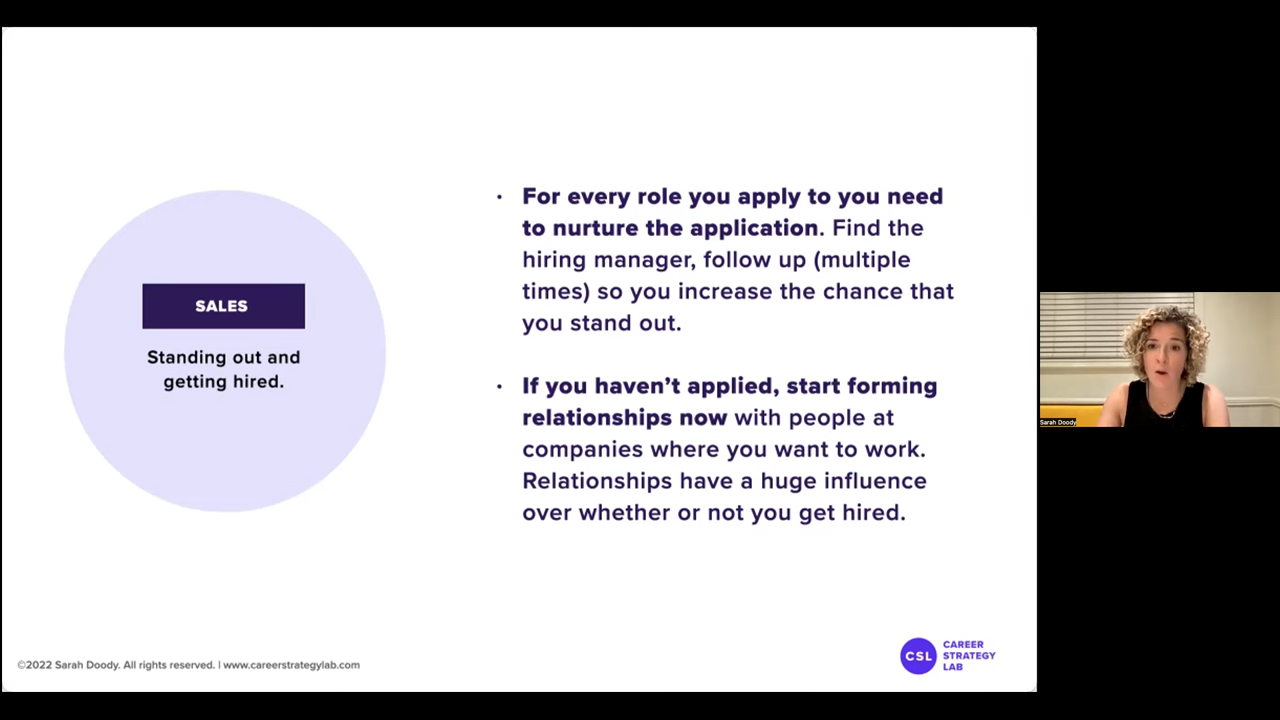 SALES
Standing out and
getting hired.
• For every role you apply to you need
to nurture the application. Find the
hiring manager, follow up (multiple
times) so you increase the chance that
you stand out.
• If you haven’t applied, start forming
relationships now with people at
companies where you want to work.
Relationships have a huge influence
over whether or not you get hired.
Sarah Doody
©2022 Sarah Doody. All rights reserved. | www.careerstrategylab.com
CSL
CAREER
STRATEGY
LAB